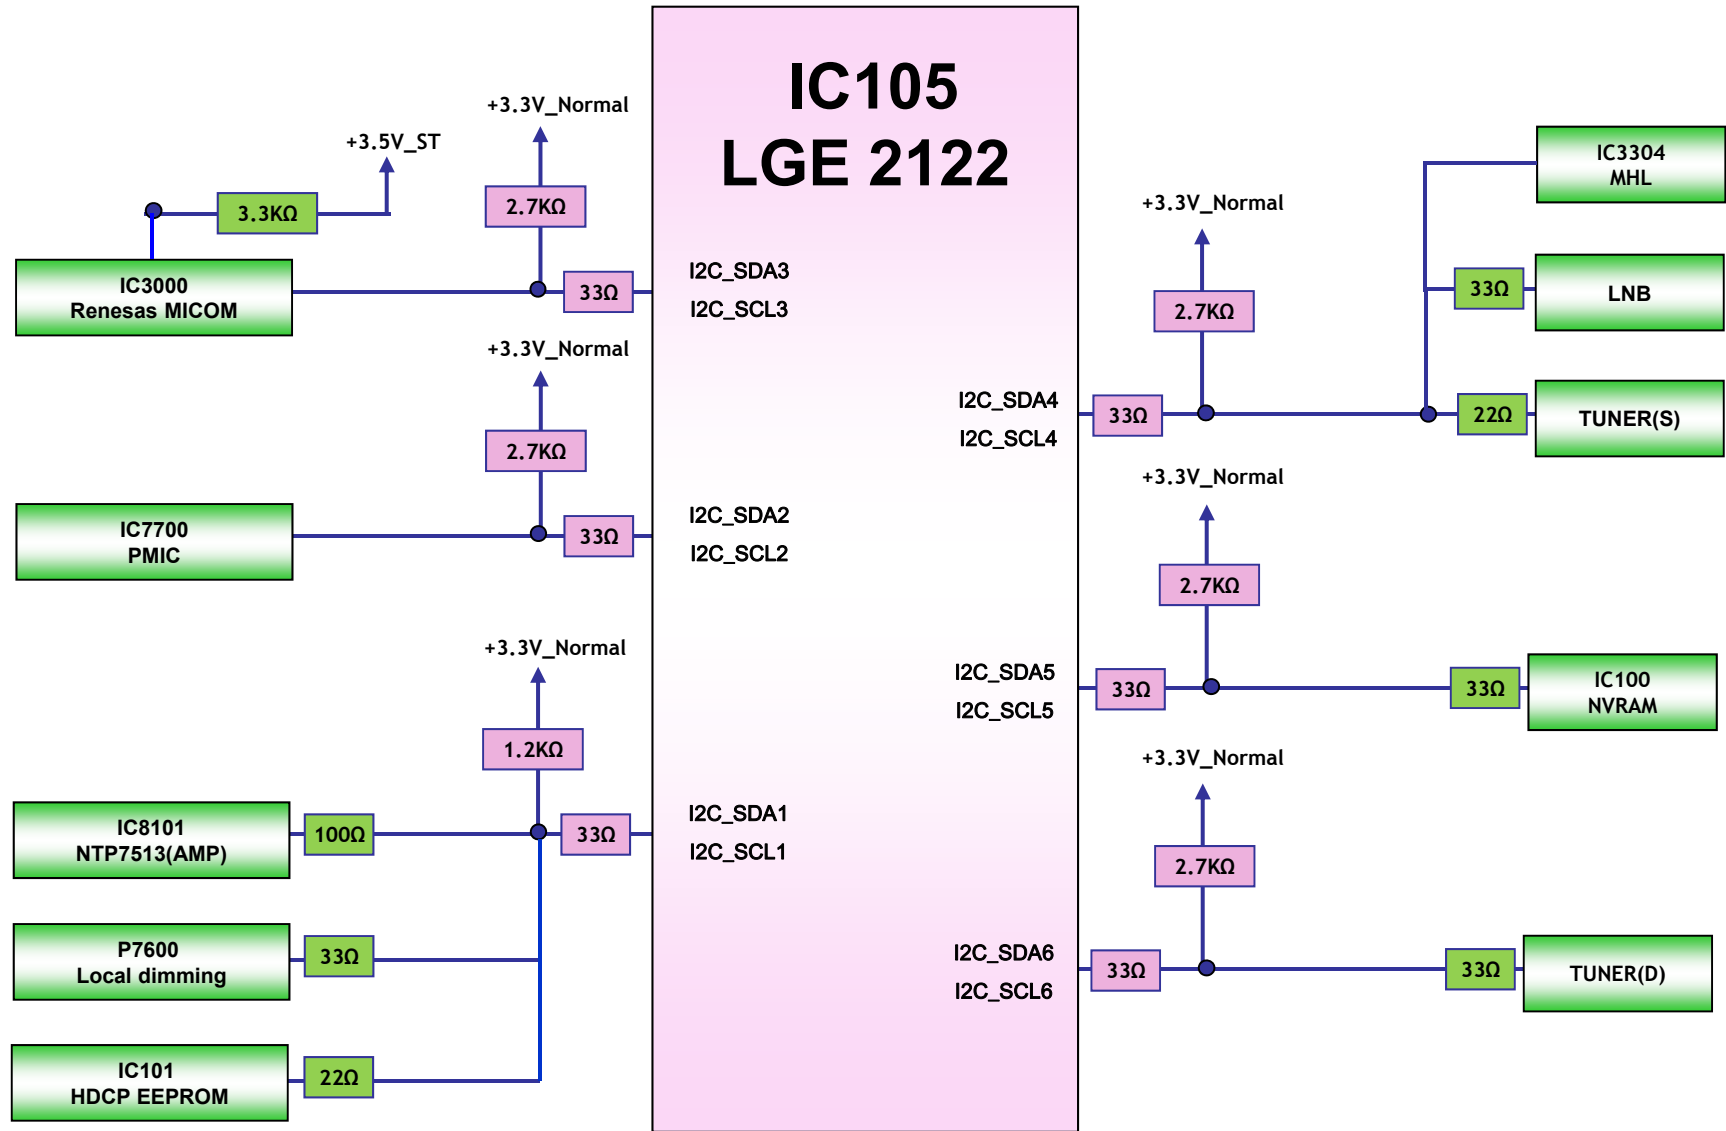 IC105
LGE 2122
+3.3V_Normal
+3.5V_ST
3.3KΩ
2.7KΩ
IC3000
Renesas MICOM
33Ω
I2C_SDA3
I2C_SCL3
+3.3V_Normal
2.7KΩ
IC7700
PMIC
33Ω
I2C_SDA2
I2C_SCL2
+3.3V_Normal
1.2KΩ
IC8101
NTP7513(AMP)
100Ω
33Ω
I2C_SDA1
I2C_SCL1
P7600
Local dimming
33Ω
IC101
HDCP EEPROM
22Ω
IC3304
MHL
+3.3V_Normal
33Ω
LNB
2.7KΩ
I2C_SDA4
I2C_SCL4
33Ω
22Ω
TUNER(S)
+3.3V_Normal
2.7KΩ
I2C_SDA5
I2C_SCL5
33Ω
33Ω
IC100
NVRAM
+3.3V_Normal
2.7KΩ
I2C_SDA6
I2C_SCL6
33Ω
33Ω
TUNER(D)